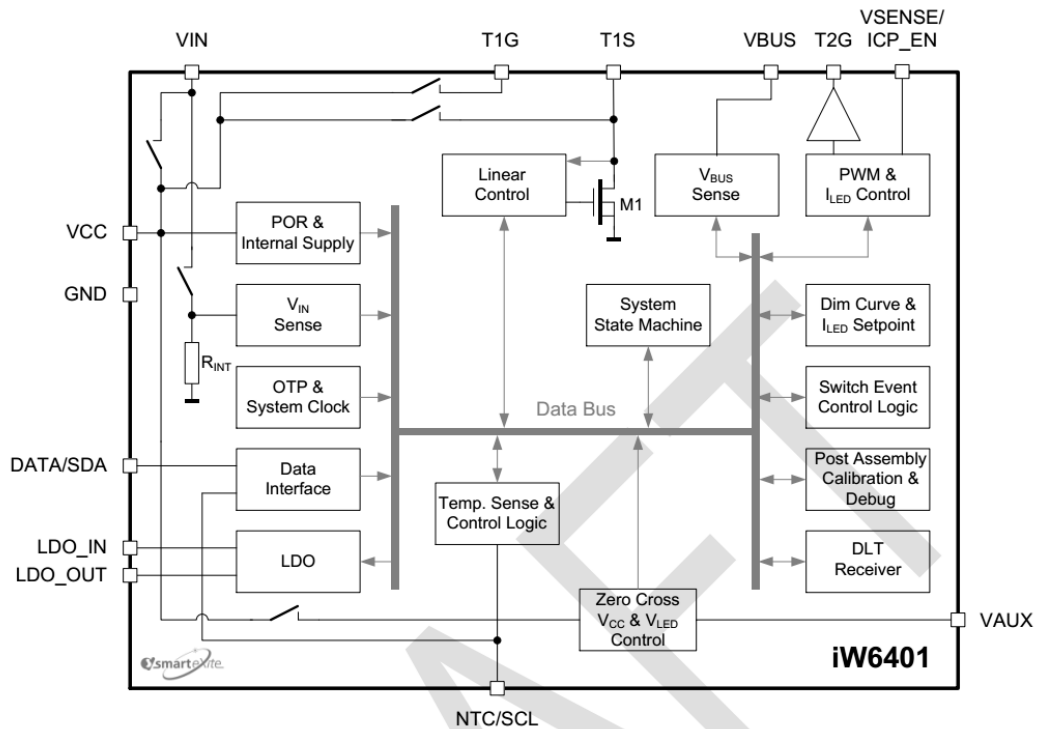 VIN
T1G
T1S
VBUS
T2G
VSENSE/
ICP_EN
Linear
Control
M1
VBUS
Sense
PWM &
ILED Control
VCC
POR &
Internal Supply
GND
VIN
Sense
System
State Machine
Dim Curve &
ILED Setpoint
RINT
OTP &
System Clock
Data Bus
Switch Event
Control Logic
DATA/SDA
Data
Interface
Temp. Sense &
Control Logic
Post Assembly
Calibration &
Debug
LDO_IN
LDO_OUT
LDO
DLT
Receiver
Zero Cross
VCC & VLED
Control
VAUX
smarteXite
iW6401
NTC/SCL